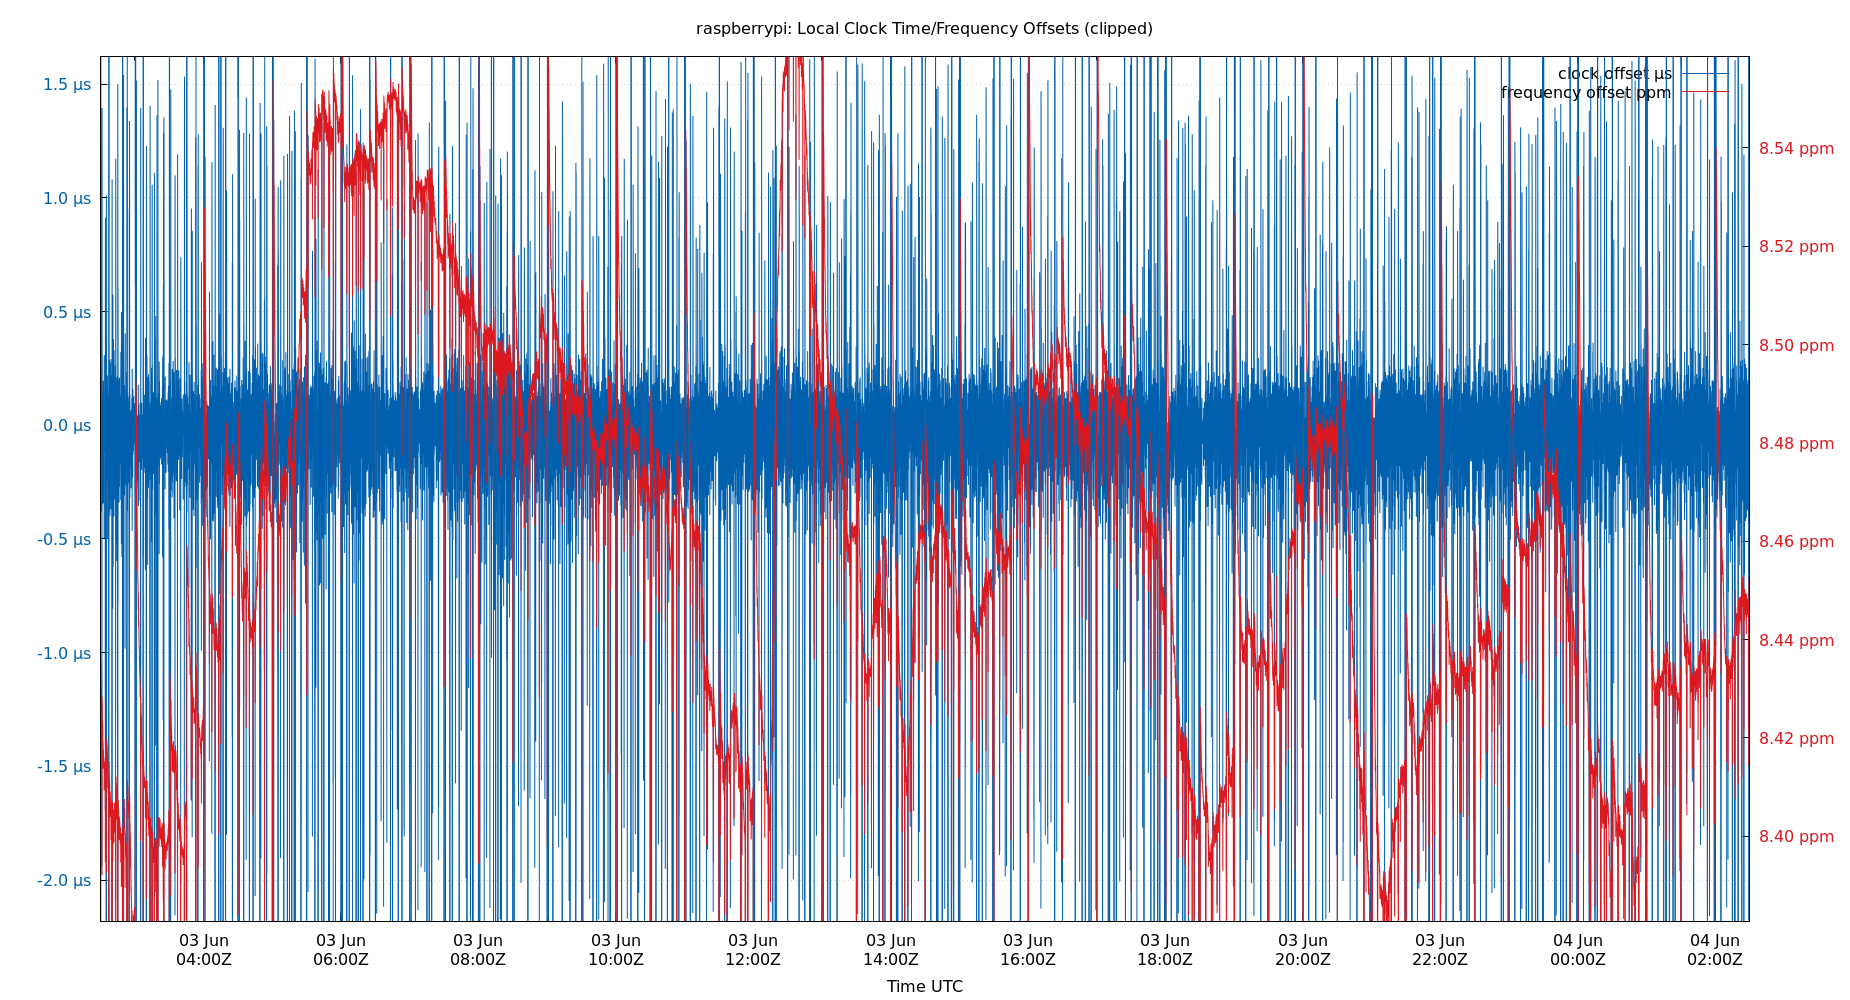 raspberrypi: Local Clock Time/Frequency Offsets (clipped)
clock offset µs
frequency offset ppm
1.5 µs
1.0 µs
0.5 µs
0.0 µs
-0.5 µs
-1.0 µs
-1.5 µs
-2.0 µs
8.54 ppm
8.52 ppm
8.50 ppm
8.48 ppm
8.46 ppm
8.44 ppm
8.42 ppm
8.40 ppm
03 Jun 03 Jun 03 Jun 03 Jun 03 Jun 03 Jun 03 Jun 03 Jun 03 Jun 03 Jun 04 Jun 04 Jun
04:00Z 06:00Z 08:00Z 10:00Z 12:00Z 14:00Z 16:00Z 18:00Z 20:00Z 22:00Z 00:00Z 02:00Z
Time UTC